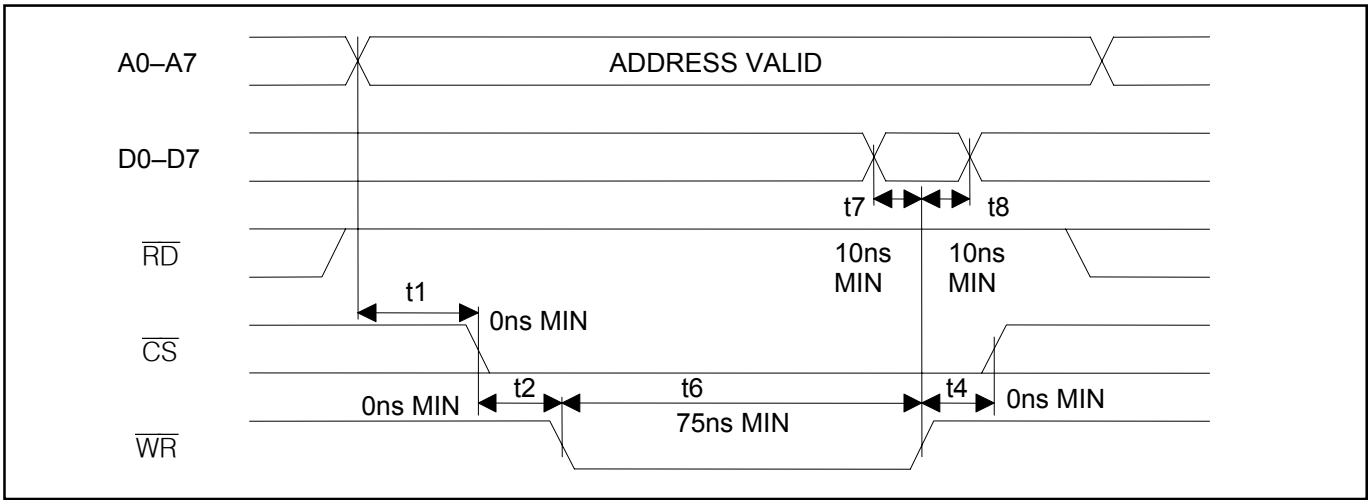 A0–A7
ADDRESS VALID
D0–D7
t7
t8
RD
10ns
MIN
10ns
MIN
t1
0ns MIN
CS
0ns MIN
t2
t6
75ns MIN
t4
0ns MIN
WR